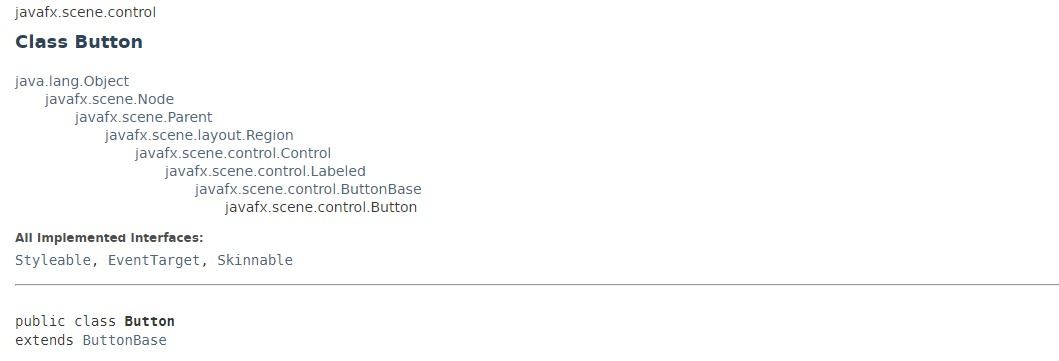 javafx.scene.control
Class Button
java.lang.Object
javafx.scene.Node
javafx.scene.Parent
javafx.scene.layout.Region
javafx.scene.control.Control
javafx.scene.control.Labeled
javafx.scene.control.ButtonBase
javafx.scene.control.Button
All Implemented Interfaces:
Styleable, EventTarget, Skinnable
public class Button
extends ButtonBase